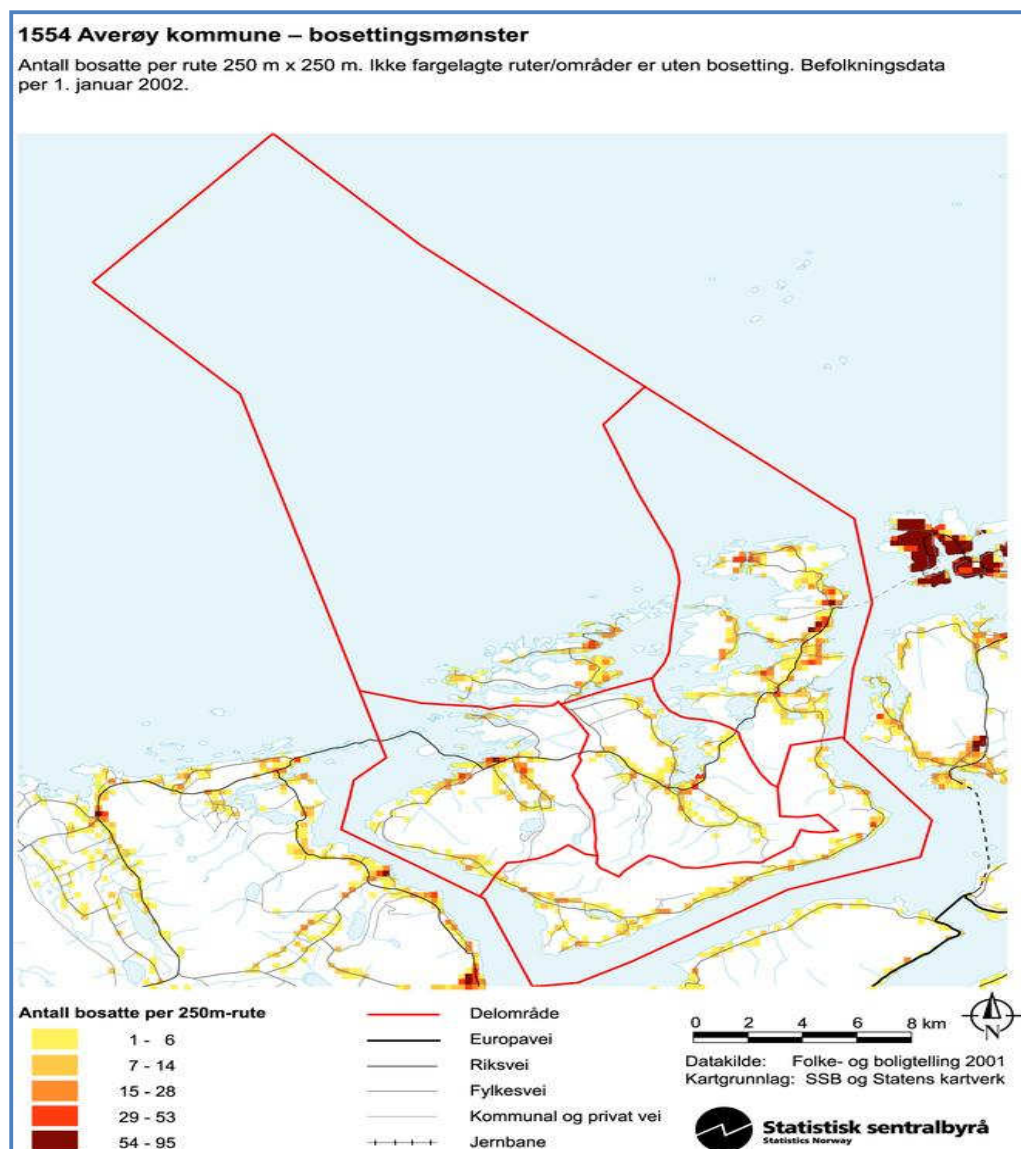 1554 Averøy kommune – bosettingsmønster
Antall bosatte per rute 250 m x 250 m. Ikke fargelagte ruter/områder er uten bosetting. Befolkningsdata
per 1. januar 2002.
Antall bosatte per 250m-rute
1 - 6
7 - 14
15 - 28
29 - 53
54 - 95
Delområde
Europavei
Riksvei
Fylkesvei
Kommunal og privat vei
Jernbane
0 2 4 6 8 km
N
Datakilde: Folke- og boligtelling 2001
Kartgrunnlag: SSB og Statens kartverk
Statistisk sentralbyrå
Statistics Norway